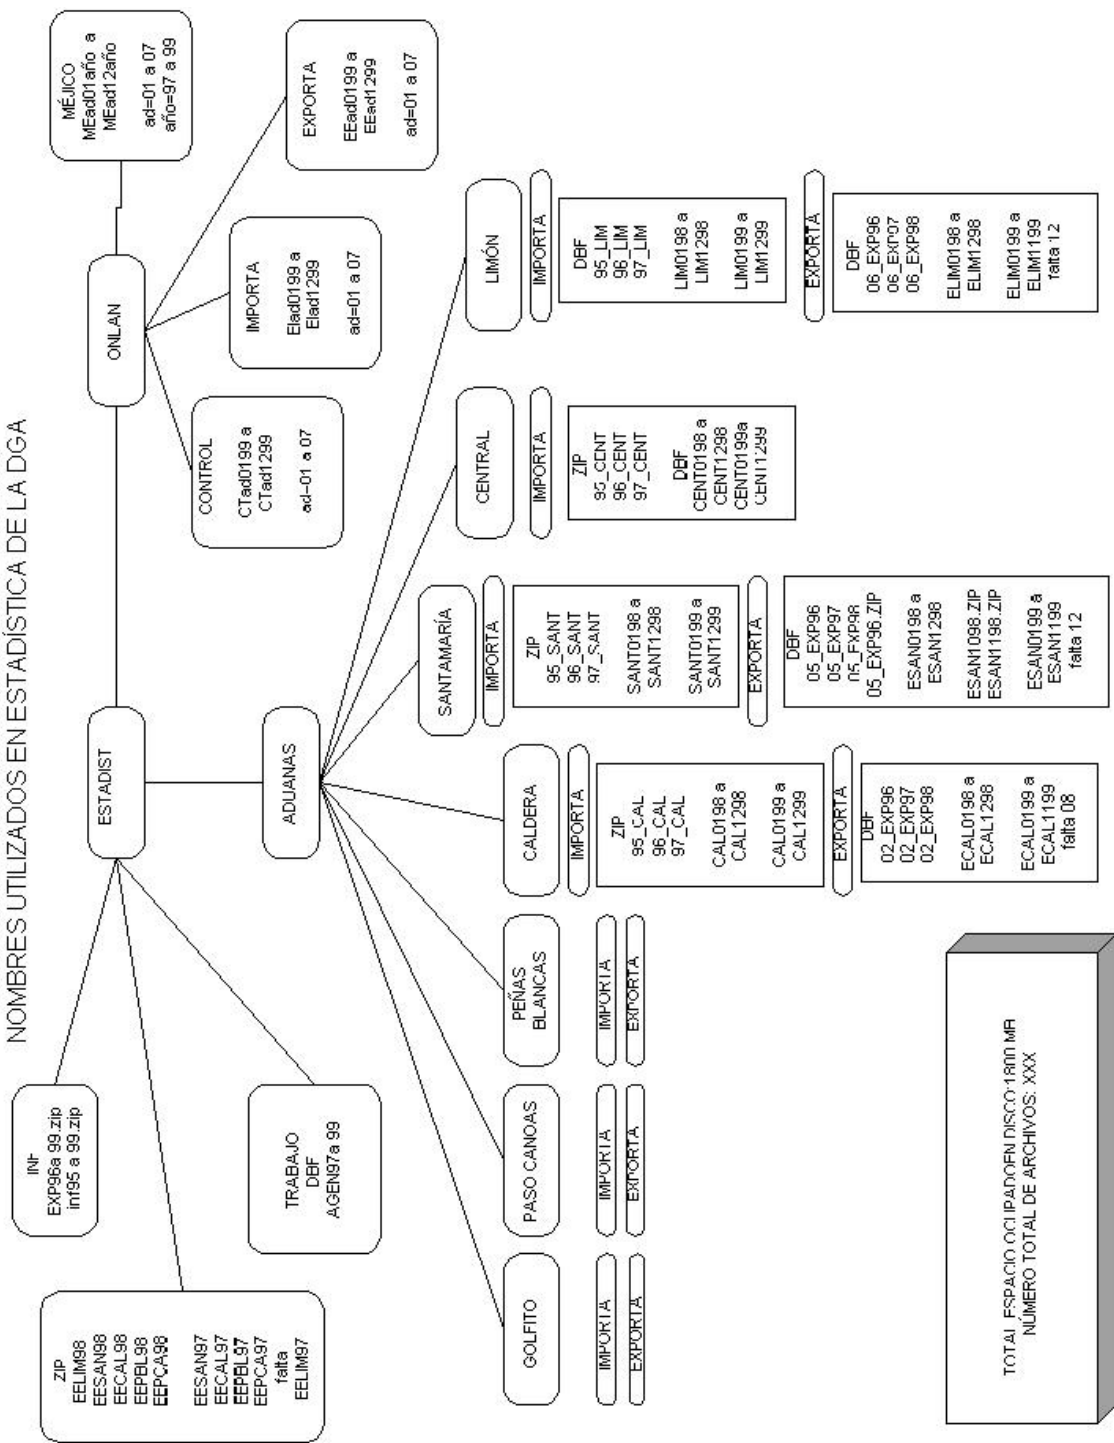 NOMBRES UTILIZADOS EN ESTADÍSTICA DE LA DGA
ESTADIST
ONLAN
MÉJICO
MEad01año a
MEad12año
ad=01 a 07
año=97 a 99
EXPORTA
EEad0199 a
EEad1299
ad=01 a 07
IMPORTA
EIad0199 a
EIad1299
ad=01 a 07
CONTROL
CTad0199 a
CTad1299
ad=01 a 07
INF
EXP96a 99.zip
inf95 a 99.zip
ZIP
EELIM98
EESAN98
EECAL98
EEPBL98
EEPCA98
EESAN97
EECAL97
EEPBL97
EEPCA97
falta
EELIM97
TRABAJO
DBF
AGEN97a 99
ADUANAS
GOLFITO
IMPORTA
EXPORTA
PASO CANOAS
IMPORTA
EXPORTA
PEÑAS
BLANCAS
IMPORTA
EXPORTA
CALDERA
IMPORTA
ZIP
95_CAL
96_CAL
97_CAL
CAL0198 a
CAL1298
CAL0199 a
CAL1299
EXPORTA
DBF
02_EXP96
02_EXP97
02_EXP98
ECAL0198 a
ECAL1298
ECAL0199 a
ECAL1199
falta 08
SANTAMARÍA
IMPORTA
ZIP
95_SANT
96_SANT
97_SANT
SANT0198 a
SANT1298
SANT0199 a
SANT1299
EXPORTA
DBF
05_EXP96
05_EXP97
05_EXP98
05_EXP96.ZIP
ESAN0198 a
ESAN1298
ESAN1098.ZIP
ESAN1198.ZIP
ESAN0199 a
ESAN1199
falta 12
CENTRAL
IMPORTA
ZIP
95_CENT
96_CENT
97_CENT
DBF
CENT0198 a
CENT1298
CENT0199a
CENT1299
LIMÓN
IMPORTA
DBF
95_LIM
96_LIM
97_LIM
LIM0198 a
LIM1298
LIM0199 a
LIM1299
EXPORTA
DBF
06_EXP96
06_EXP07
06_EXP98
ELIM0198 a
ELIM1298
ELIM0199 a
ELIM1199
falta 12
TOTAL ESPACIO OCUPADOEN DISCO:1800 MB
NÚMERO TOTAL DE ARCHIVOS: XXX